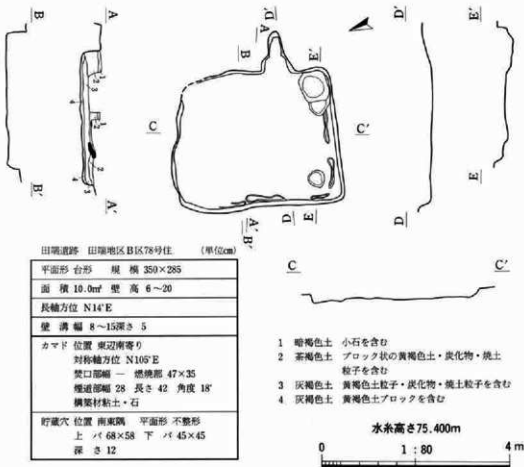 B
A
D'
A
B
E'
D'
E'
1
2
3
4
1
2
C
C'
2
4
3
B'
A'
A'
B'
D
E
D
E
田端遺跡 田端地区B区78号住 (単位cm)
平面形 台形 規模 350×285
面積 10.0m² 壁高 6~20
長軸方位 N14°E
壁溝幅 8~15深さ 5
カマド 位置 東辺南寄り
対称軸方位 N105°E
焚口部幅 ― 燃焼部 47×35
煙道部幅 28 長さ 42 角度 18°
構築材粘土・石
貯蔵穴 位置 南東隅 平面形 不整形
上バ 68×58 下バ 45×45
深さ 12
C
C'
1 暗褐色土 小石を含む
2 茶褐色土 ブロック状の黄褐色土・炭化物・焼土
粒子を含む
3 灰褐色土 黄褐色土粒子・炭化物・焼土粒子を含む
4 灰褐色土 黄褐色土ブロックを含む
水糸高さ75.400m
0 1:80 4m